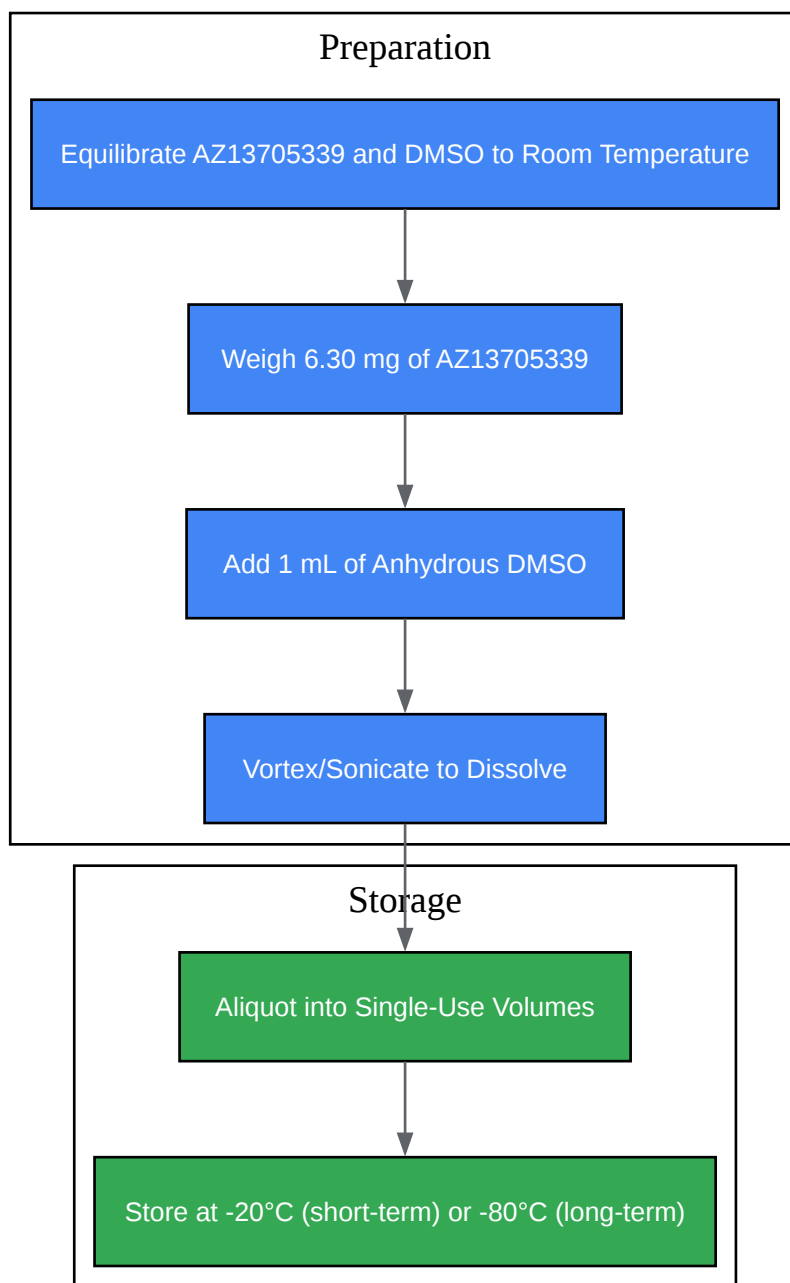 Preparation
Equilibrate AZ13705339 and DMSO to Room Temperature
Weigh 6.30 mg of AZ13705339
Add 1 mL of Anhydrous DMSO
Vortex/Sonicate to Dissolve
Storage
Aliquot into Single-Use Volumes
Store at -20°C (short-term) or -80°C (long-term)